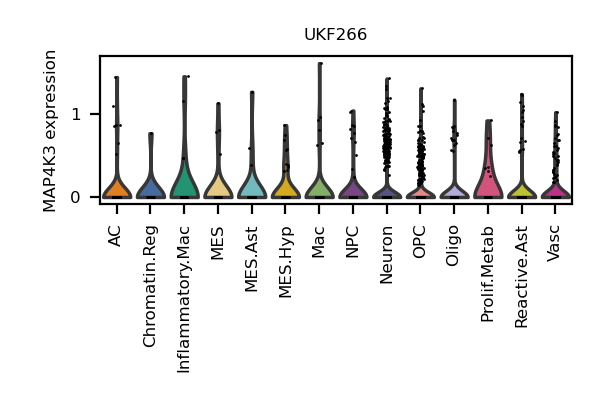 UKF266
MAP4K3 expression
1
0
AC
Chromatin.Reg
Inflammatory.Mac
MES
MES.Ast
MES.Hyp
Mac
NPC
Neuron
OPC
Oligo
Prolif.Metab
Reactive.Ast
Vasc